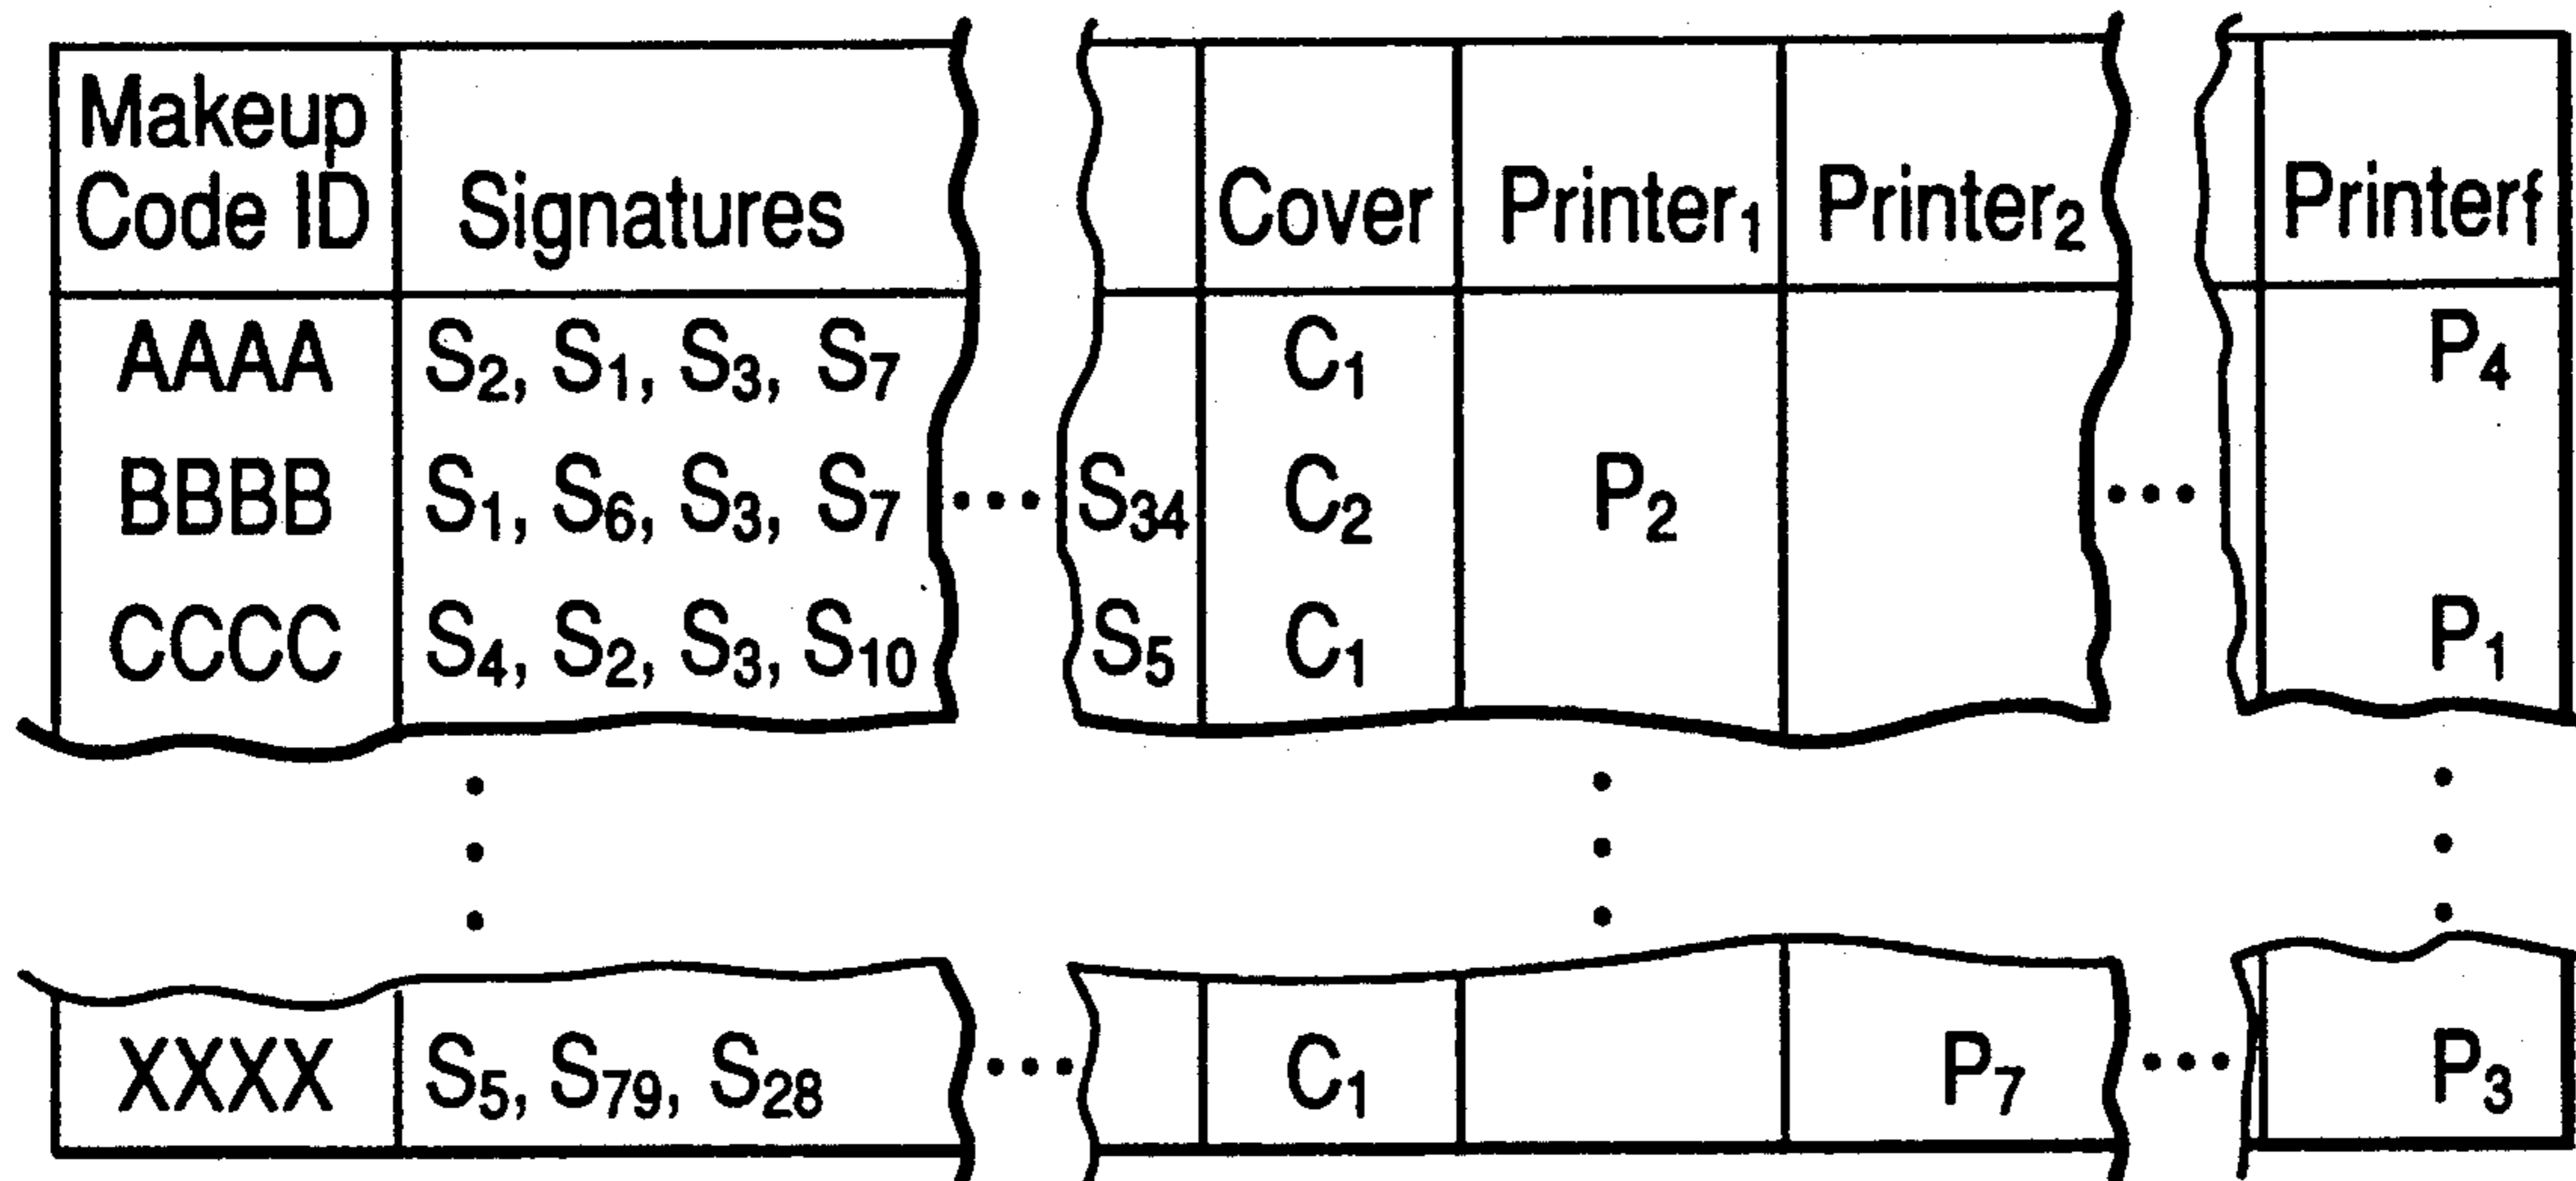 Makeup Code ID Signatures Cover Printer₁ Printer₂ Printerf
AAAA S₂, S₁, S₃, S₇ C₁ P₄
BBBB S₁, S₆, S₃, S₇ ... S₃₄ C₂ P₂ ...
CCCC S₄, S₂, S₃, S₁₀ S₅ C₁ P₁
XXXX S₅, S₇₉, S₂₈ ... C₁ P₇ ... P₃